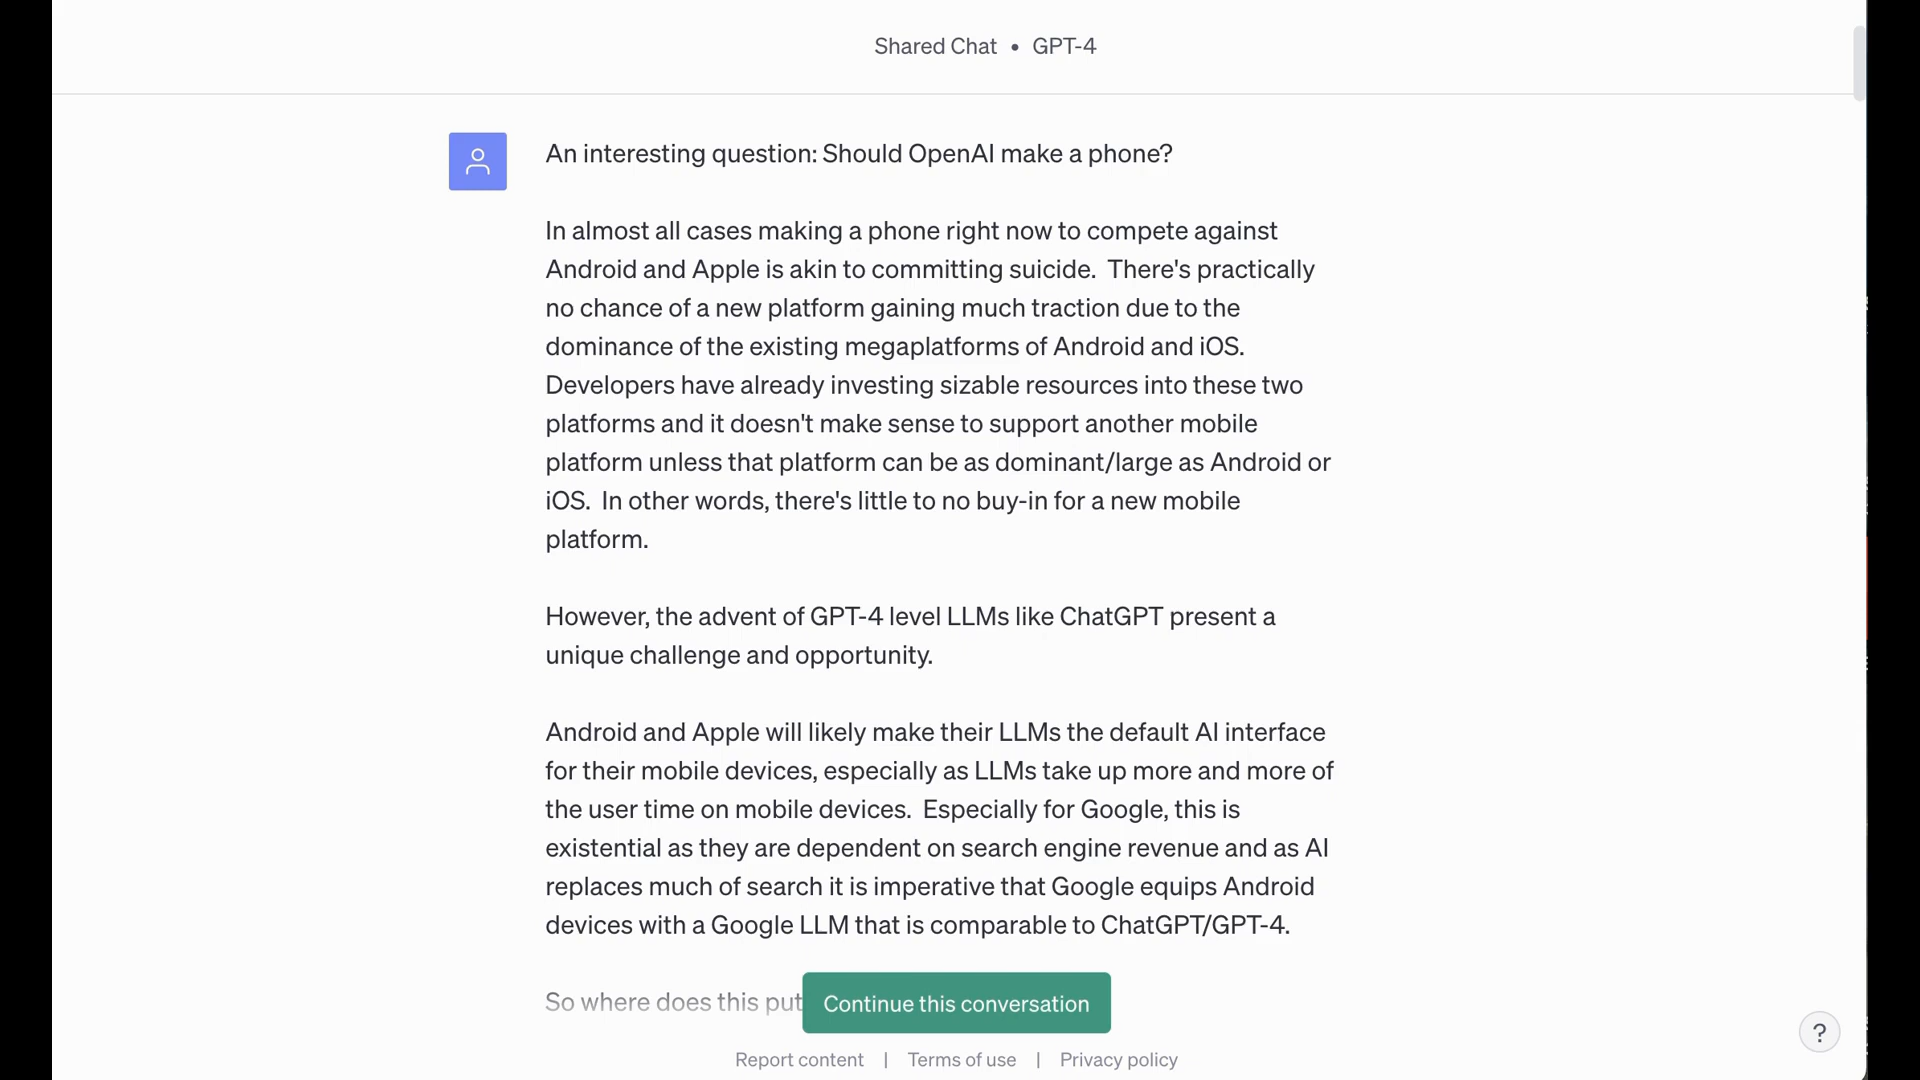 Shared Chat • GPT-4
An interesting question: Should OpenAI make a phone?
In almost all cases making a phone right now to compete against
Android and Apple is akin to committing suicide.  There's practically
no chance of a new platform gaining much traction due to the
dominance of the existing megaplatforms of Android and iOS.
Developers have already investing sizable resources into these two
platforms and it doesn't make sense to support another mobile
platform unless that platform can be as dominant/large as Android or
iOS.  In other words, there's little to no buy-in for a new mobile
platform.
However, the advent of GPT-4 level LLMs like ChatGPT present a
unique challenge and opportunity.
Android and Apple will likely make their LLMs the default AI interface
for their mobile devices, especially as LLMs take up more and more of
the user time on mobile devices.  Especially for Google, this is
existential as they are dependent on search engine revenue and as AI
replaces much of search it is imperative that Google equips Android
devices with a Google LLM that is comparable to ChatGPT/GPT-4.
So where does this put
Continue this conversation
?
Report content | Terms of use | Privacy policy